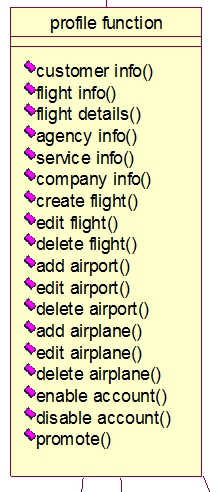 profile function
customer info()
flight info()
flight details()
agency info()
service info()
company info()
create flight()
edit flight()
delete flight()
add airport()
edit airport()
delete airport()
add airplane()
edit airplane()
delete airplane()
enable account()
disable account()
promote()